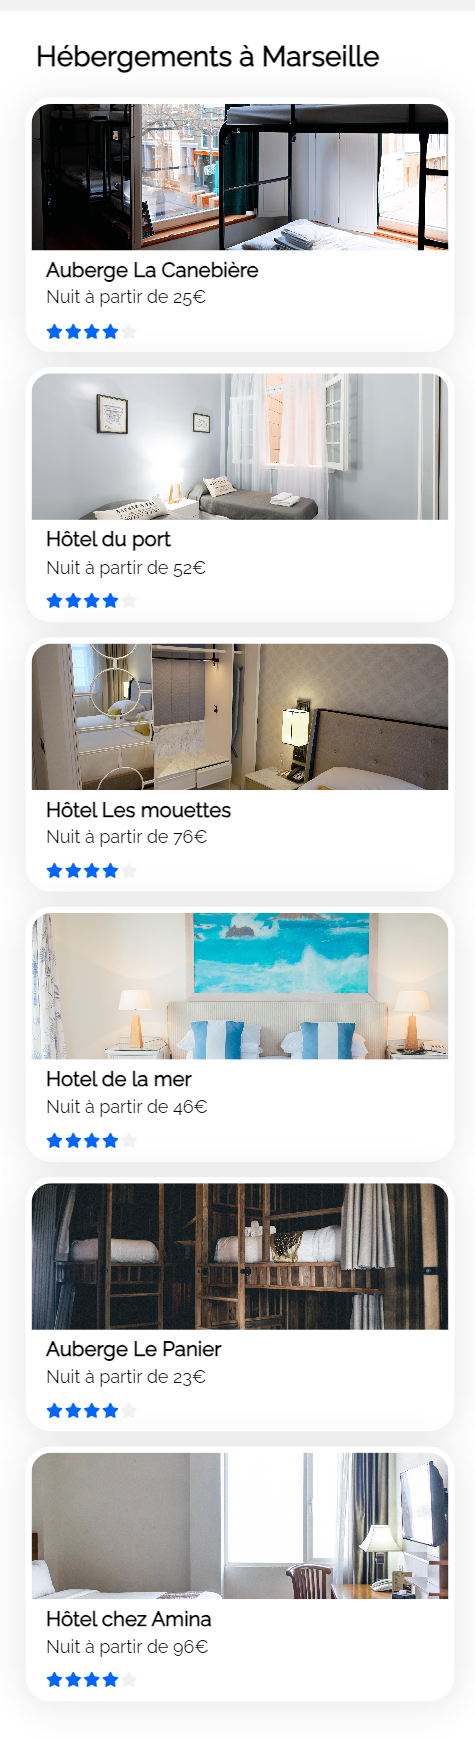 Hébergements à Marseille
Auberge La Canebière
Nuit à partir de 25€
Hôtel du port
Nuit à partir de 52€
Hôtel Les mouettes
Nuit à partir de 76€
Hotel de la mer
Nuit à partir de 46€
Auberge Le Panier
Nuit à partir de 23€
Hôtel chez Amina
Nuit à partir de 96€